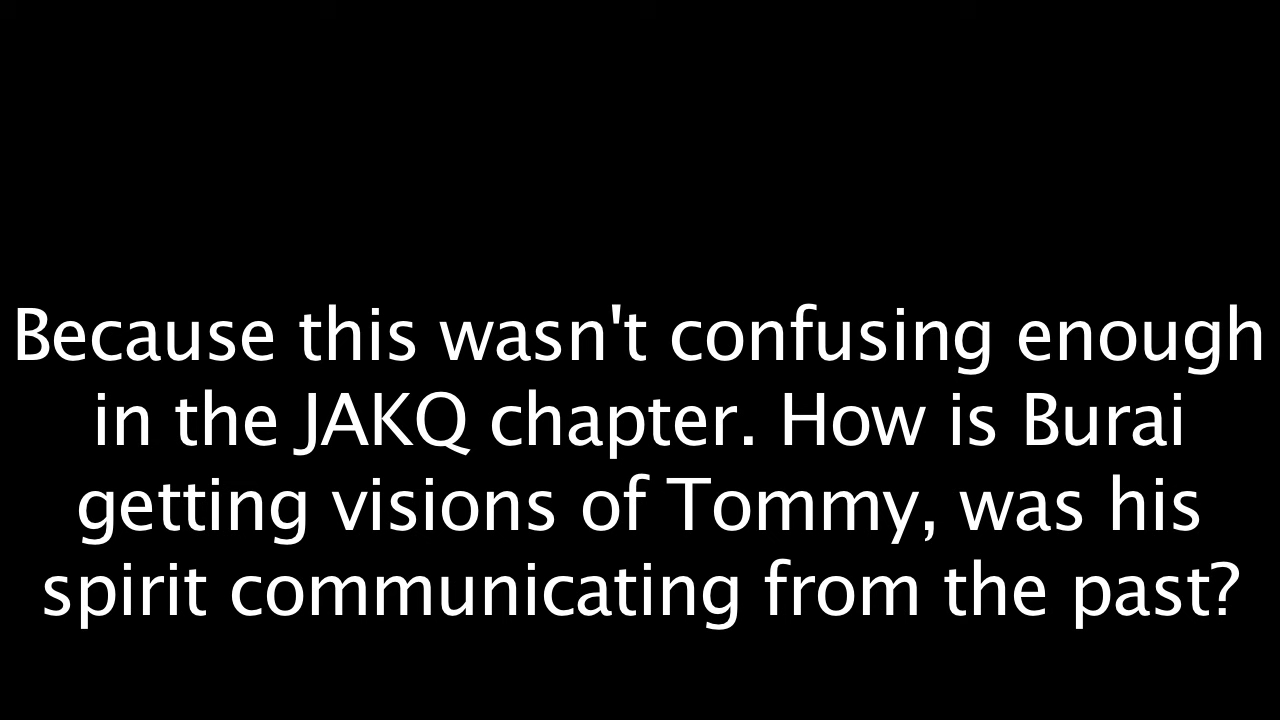 Because this wasn't confusing enough
in the JAKQ chapter. How is Burai
getting visions of Tommy, was his
spirit communicating from the past?